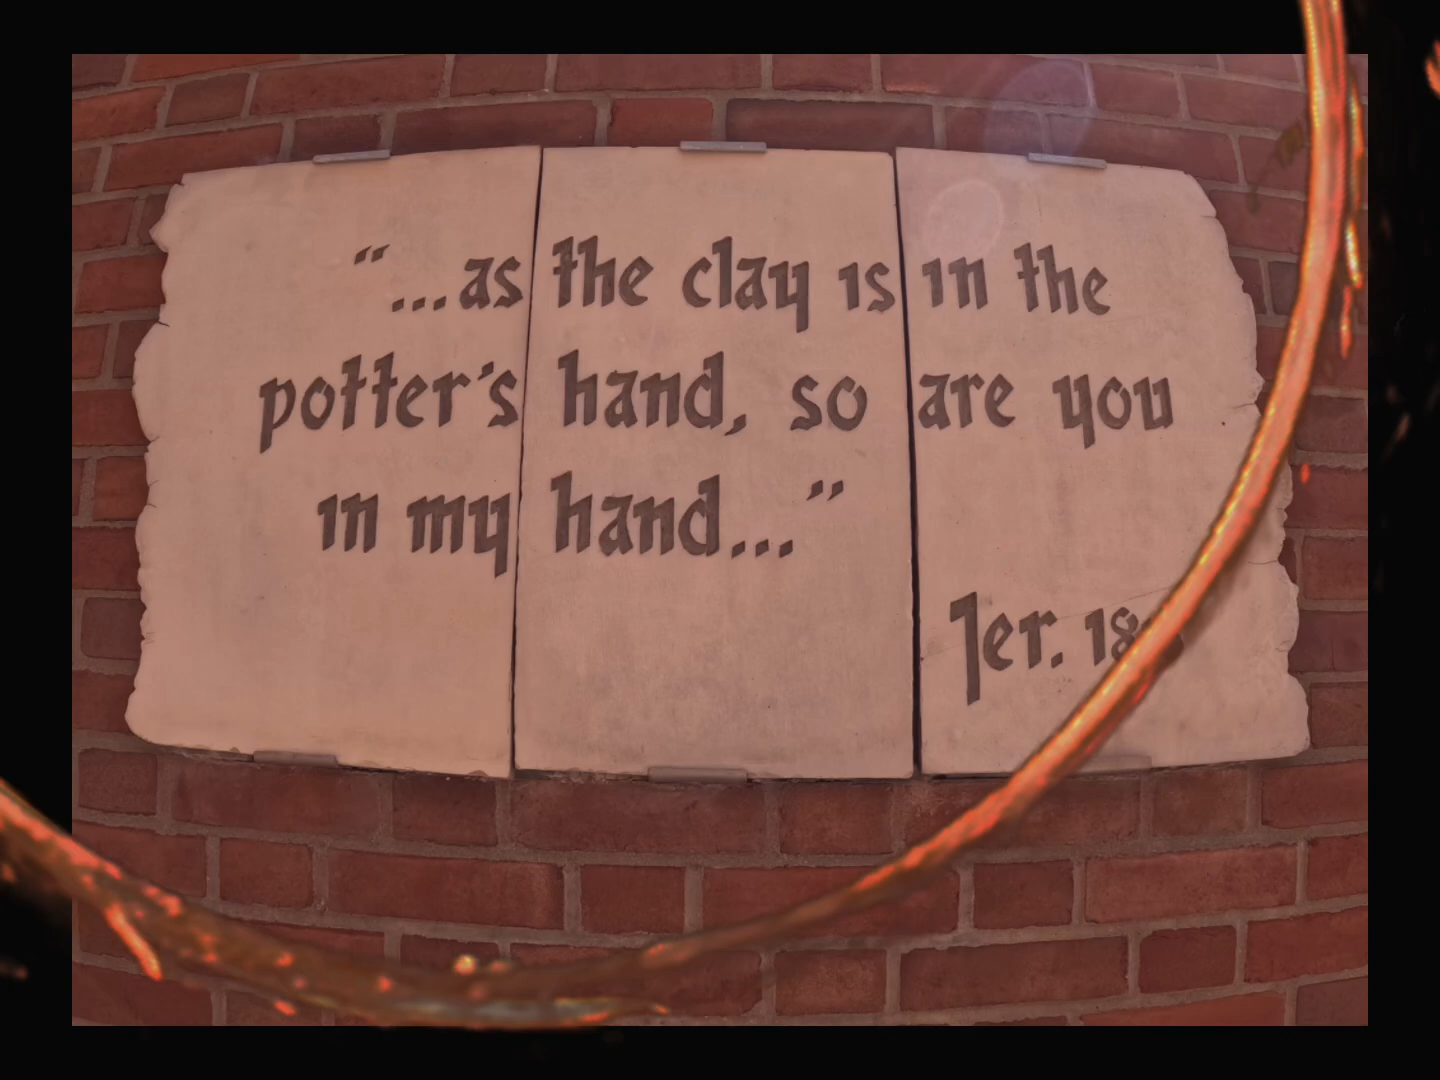 "...as the clay is in the
potter's hand, so are you
in my hand..."
Jer. 18